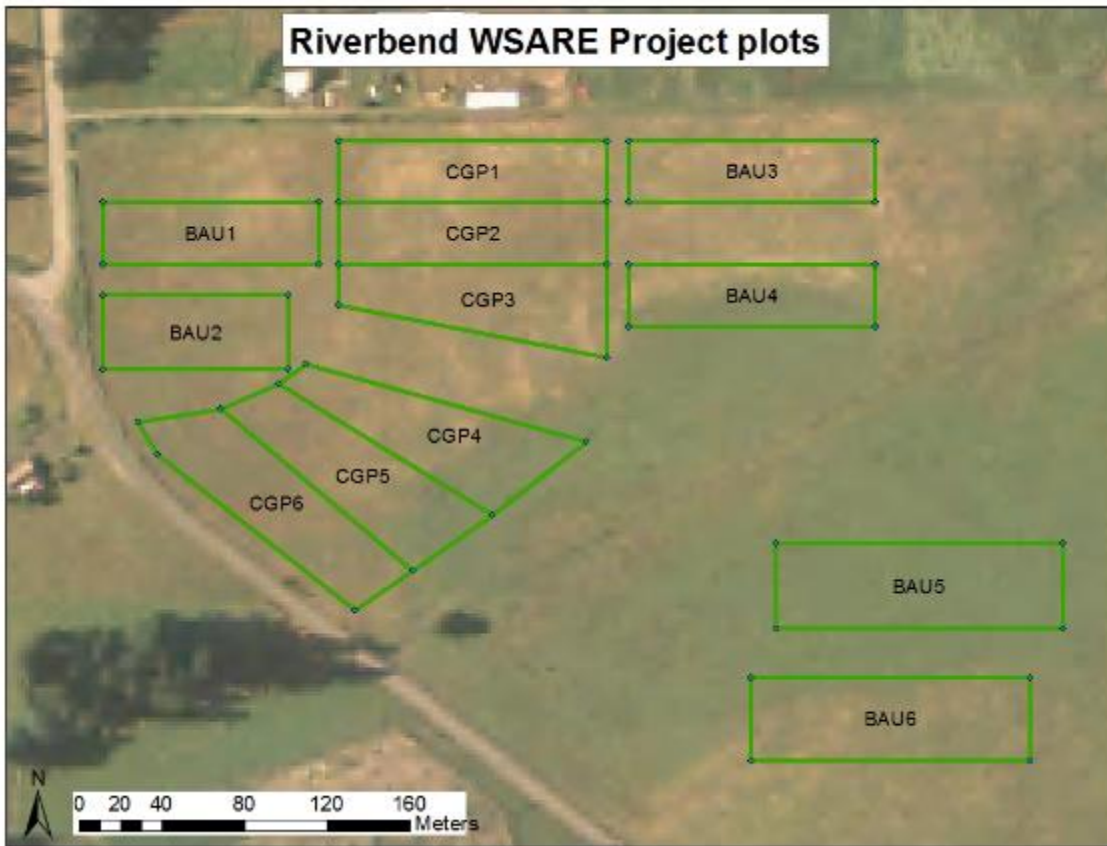 Riverbend WSARE Project plots
CGP1
BAU3
BAU1
CGP2
CGP3
BAU4
BAU2
CGP4
CGP5
CGP6
BAU5
BAU6
N
0 20 40 80 120 160
Meters